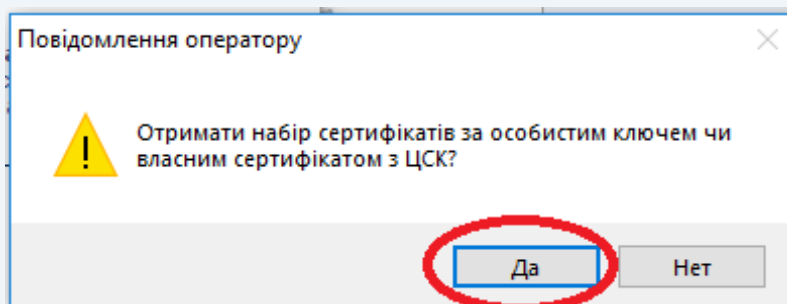 Повідомлення оператору
Отримати набір сертифікатів за особистим ключем чи
власним сертифікатом з ЦСК?
Да
Нет